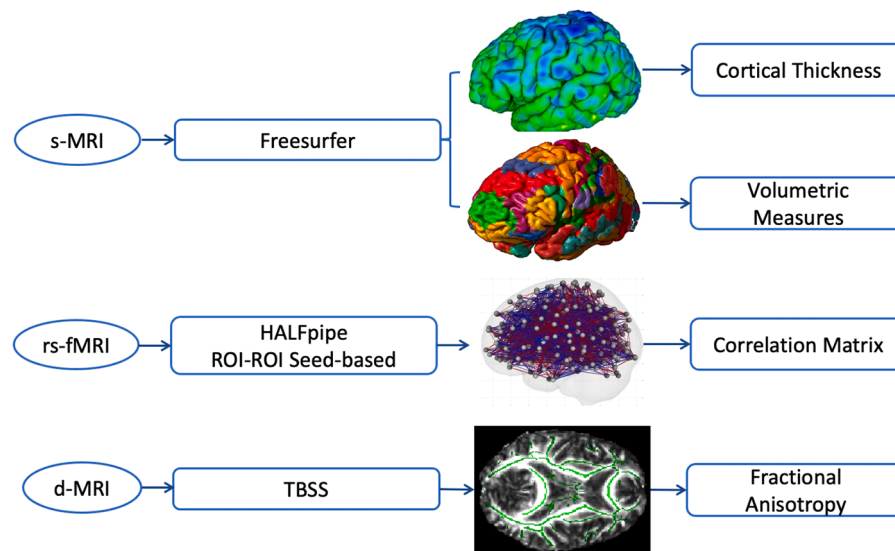 Cortical Thickness
s-MRI
Freesurfer
Volumetric
Measures
rs-fMRI
HALFpipe
ROI-ROI Seed-based
Correlation Matrix
d-MRI
TBSS
Fractional
Anisotropy